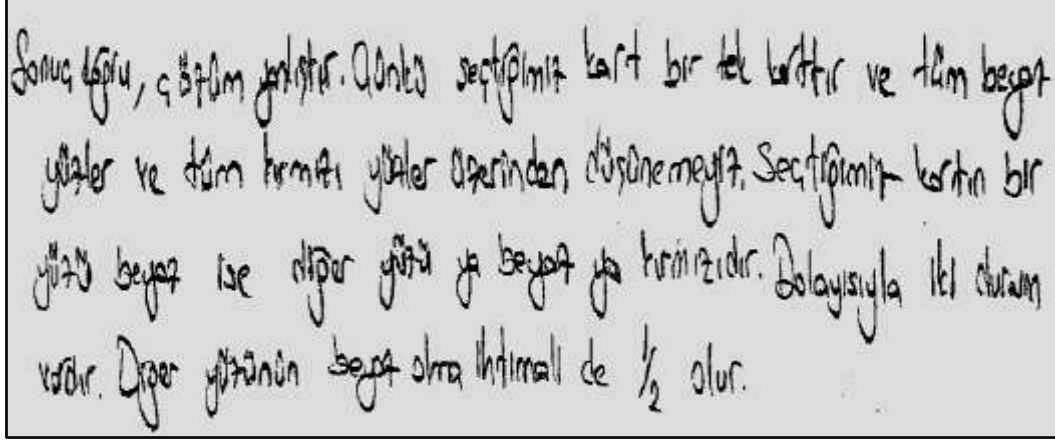 Sonuç doğru, çözüm yanlıştır. Çünkü seçtiğimiz kart bir tek karttır ve tüm beyaz
yüzler ve tüm kırmızı yüzler üzerinden düşünemeyiz. Seçtiğimiz kartın bir
yüzü beyaz ise diğer yüzü ya beyaz ya kırmızıdır. Dolayısıyla iki durum
vardır. Diğer yüzünün beyaz olma ihtimali de 1/2 olur.